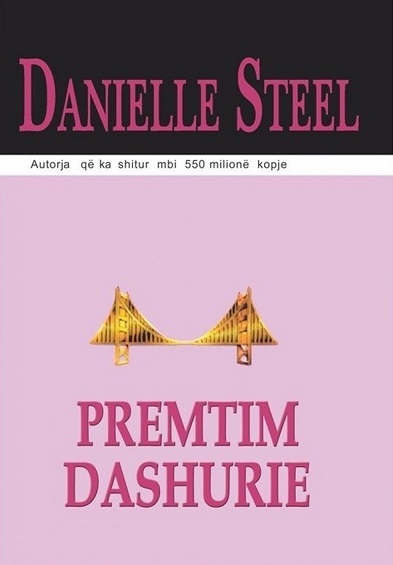 DANIELLE STEEL
Autorja që ka shitur mbi 550 milionë kopje
PREMTIM
DASHURIE